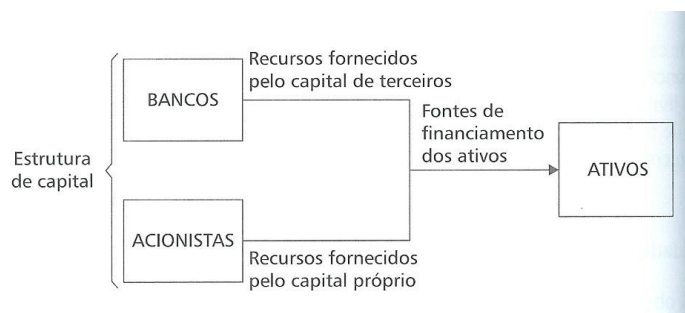 Recursos fornecidos
pelo capital de terceiros
BANCOS
Fontes de
financiamento
dos ativos
Estrutura
de capital
ATIVOS
ACIONISTAS
Recursos fornecidos
pelo capital próprio